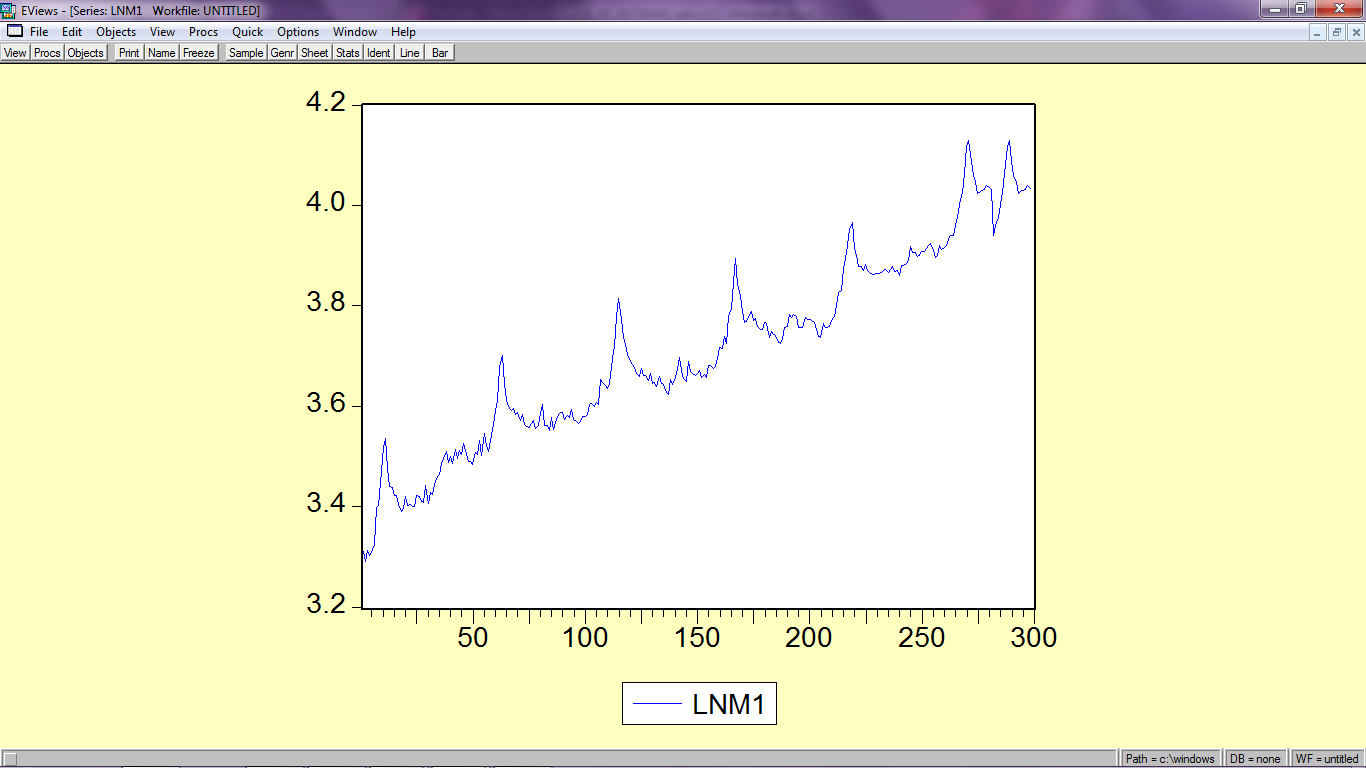 EViews - [Series: LNM1 Workfile: UNTITLED]
File Edit Objects View Procs Quick Options Window Help
View Procs Objects Print Name Freeze Sample Genr Sheet Stats Ident Line Bar
4.2
4.0
3.8
3.6
3.4
3.2
50 100 150 200 250 300
LNM1
Path = c:\windows DB = none WF = untitled